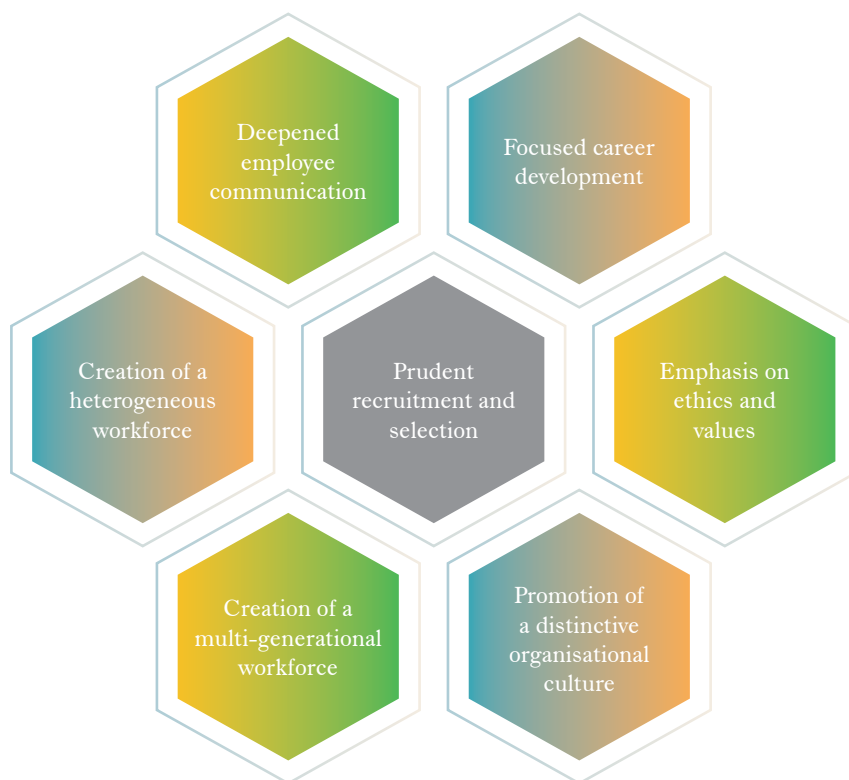 Deepened
employee
communication
Focused career
development
Creation of a
heterogeneous
workforce
Prudent
recruitment and
selection
Emphasis on
ethics and
values
Creation of a
multi-generational
workforce
Promotion of
a distinctive
organisational
culture